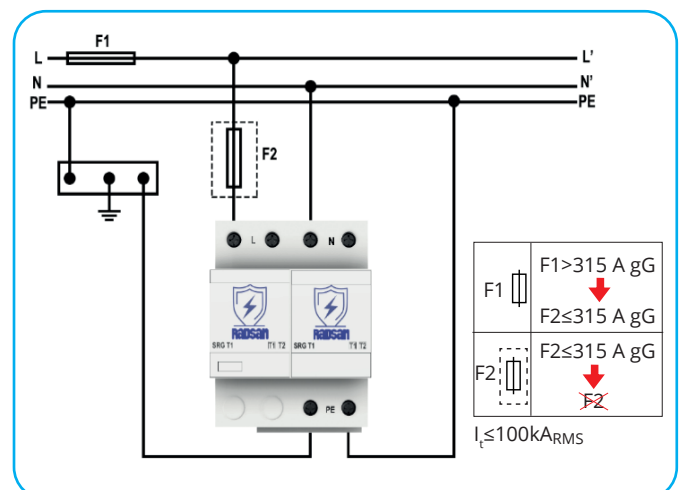 F1
L
L'
N
N'
PE
PE
F2
L
N
RADSAN
RADSAN
SRG T1
T1 T2
SRG T1
T1 T2
PE
F1
F1>315 A gG
F2≤315 A gG
F2
F2≤315 A gG
F2
It≤100kARMS